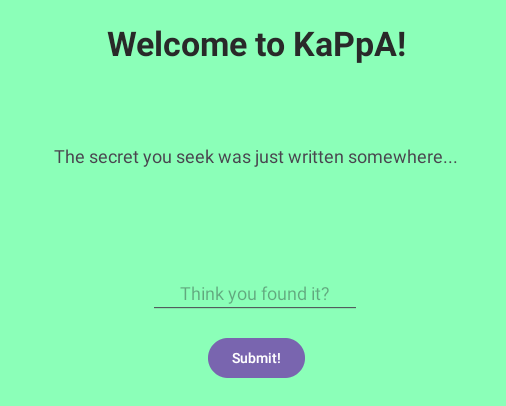 Welcome to KaPpA!
The secret you seek was just written somewhere...
Think you found it?
Submit!